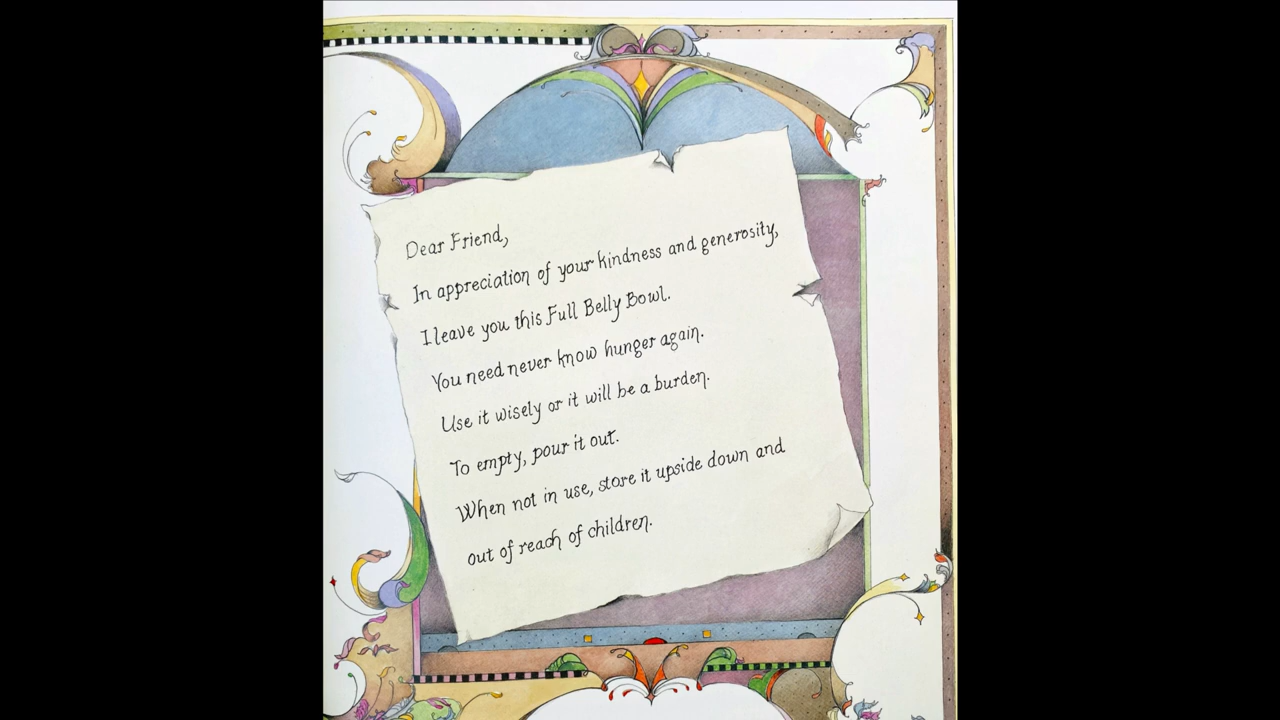 Dear Friend,
In appreciation of your kindness and generosity,
I leave you this Full Belly Bowl.
You need never know hunger again.
Use it wisely or it will be a burden.
To empty, pour it out.
When not in use, store it upside down and
out of reach of children.